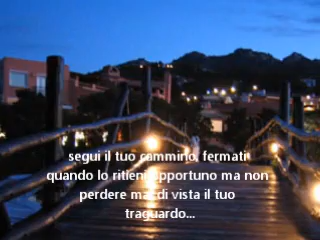 segui il tuo cammino, fermati
quando lo ritieni opportuno ma non
perdere mai di vista il tuo
traguardo...